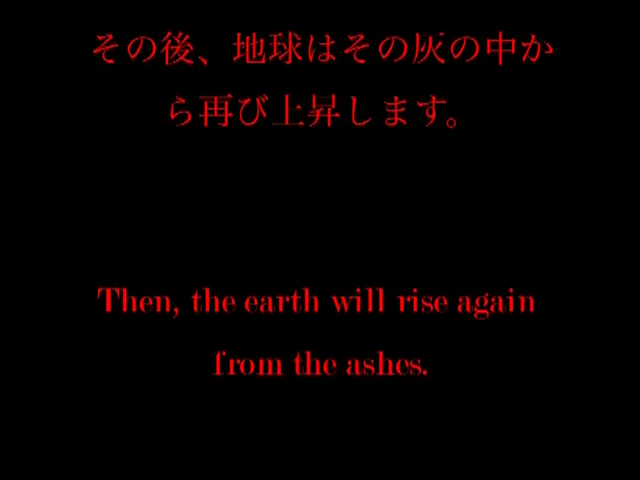 その後、地球はその灰の中か
ら再び上昇します。
Then, the earth will rise again
from the ashes.